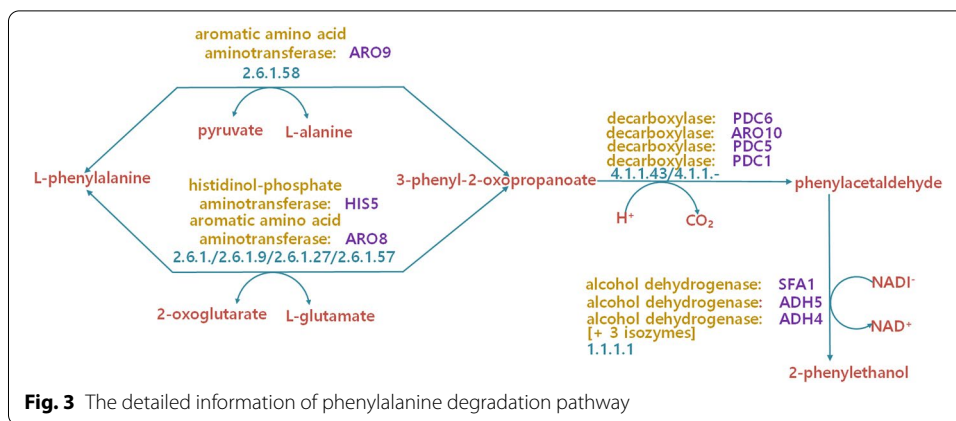 aromatic amino acid
aminotransferase: ARO9
2.6.1.58
pyruvate L-alanine
L-phenylalanine
histidinol-phosphate
aminotransferase: HIS5
aromatic amino acid
aminotransferase: ARO8
2.6.1./2.6.1.9/2.6.1.27/2.6.1.57
2-oxoglutarate L-glutamate
3-phenyl-2-oxopropanoate
decarboxylase: PDC6
decarboxylase: ARO10
decarboxylase: PDC5
decarboxylase: PDC1
4.1.1.43/4.1.1.-
H⁺ CO₂
phenylacetaldehyde
alcohol dehydrogenase: SFA1
alcohol dehydrogenase: ADH5
alcohol dehydrogenase: ADH4
[+ 3 isozymes]
1.1.1.1
NADI⁻
NAD⁺
2-phenylethanol
Fig. 3 The detailed information of phenylalanine degradation pathway